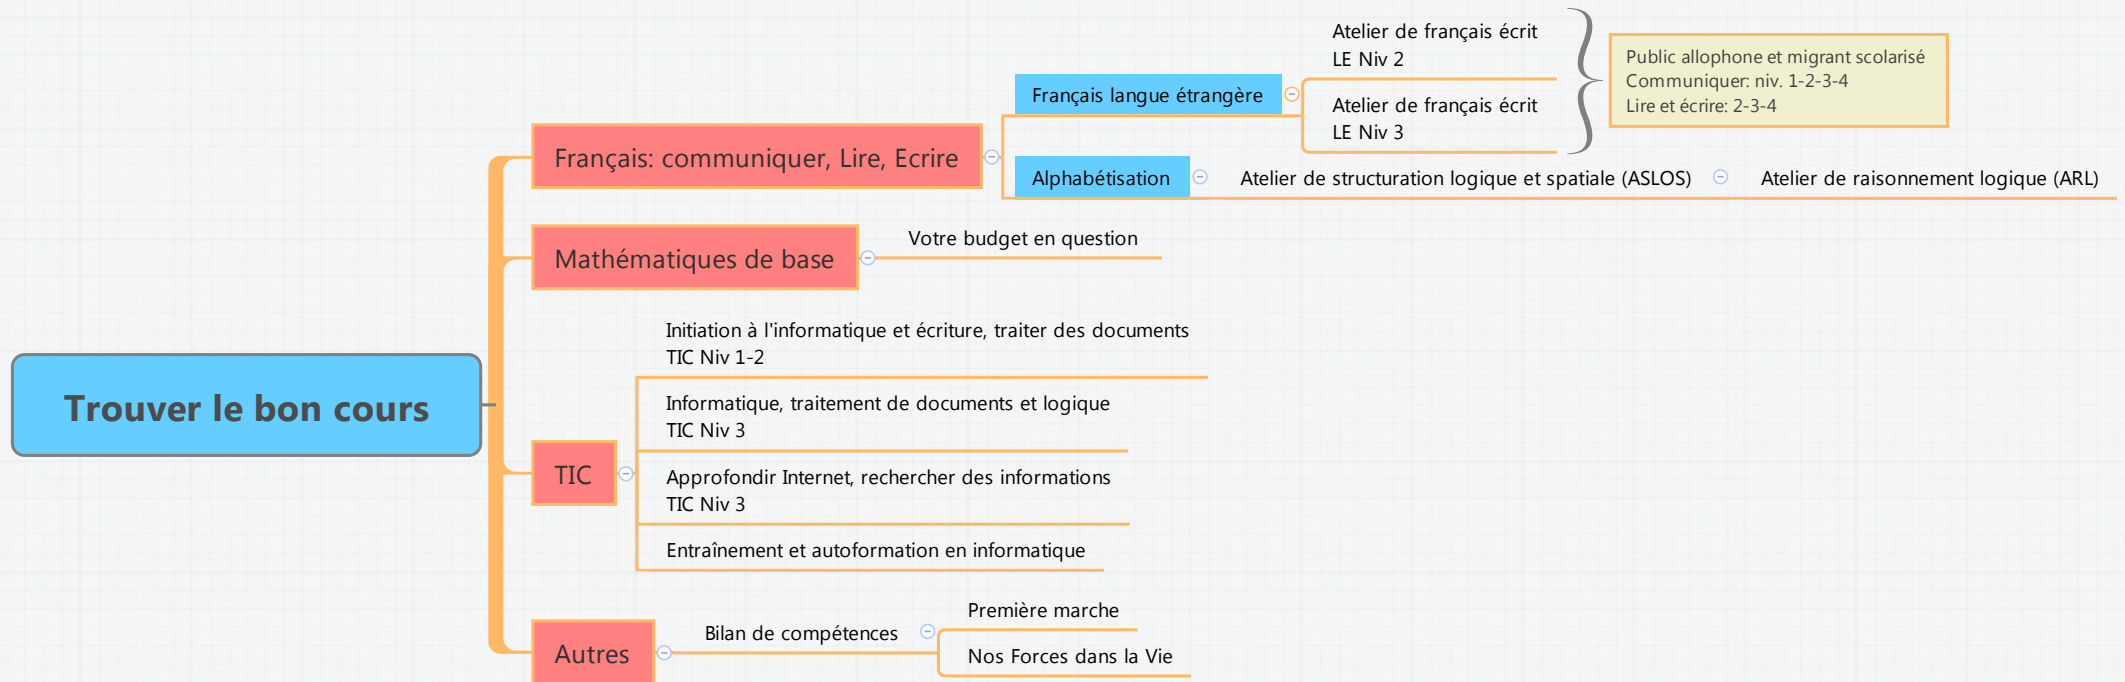 Trouver le bon cours
Français: communiquer, Lire, Ecrire
Français langue étrangère
Atelier de français écrit
LE Niv 2
Atelier de français écrit
LE Niv 3
Public allophone et migrant scolarisé
Communiquer: niv. 1-2-3-4
Lire et écrire: 2-3-4
Alphabétisation
Atelier de structuration logique et spatiale (ASLOS)
Atelier de raisonnement logique (ARL)
Mathématiques de base
Votre budget en question
TIC
Initiation à l'informatique et écriture, traiter des documents
TIC Niv 1-2
Informatique, traitement de documents et logique
TIC Niv 3
Approfondir Internet, rechercher des informations
TIC Niv 3
Entraînement et autoformation en informatique
Autres
Bilan de compétences
Première marche
Nos Forces dans la Vie